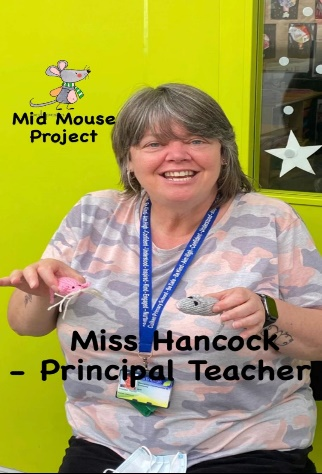 Mid Mouse
Project
Miss Hancock
- Principal Teacher